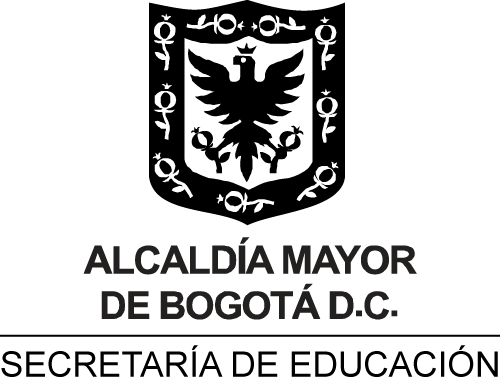 ALCALDÍA MAYOR
DE BOGOTÁ D.C.
SECRETARÍA DE EDUCACIÓN